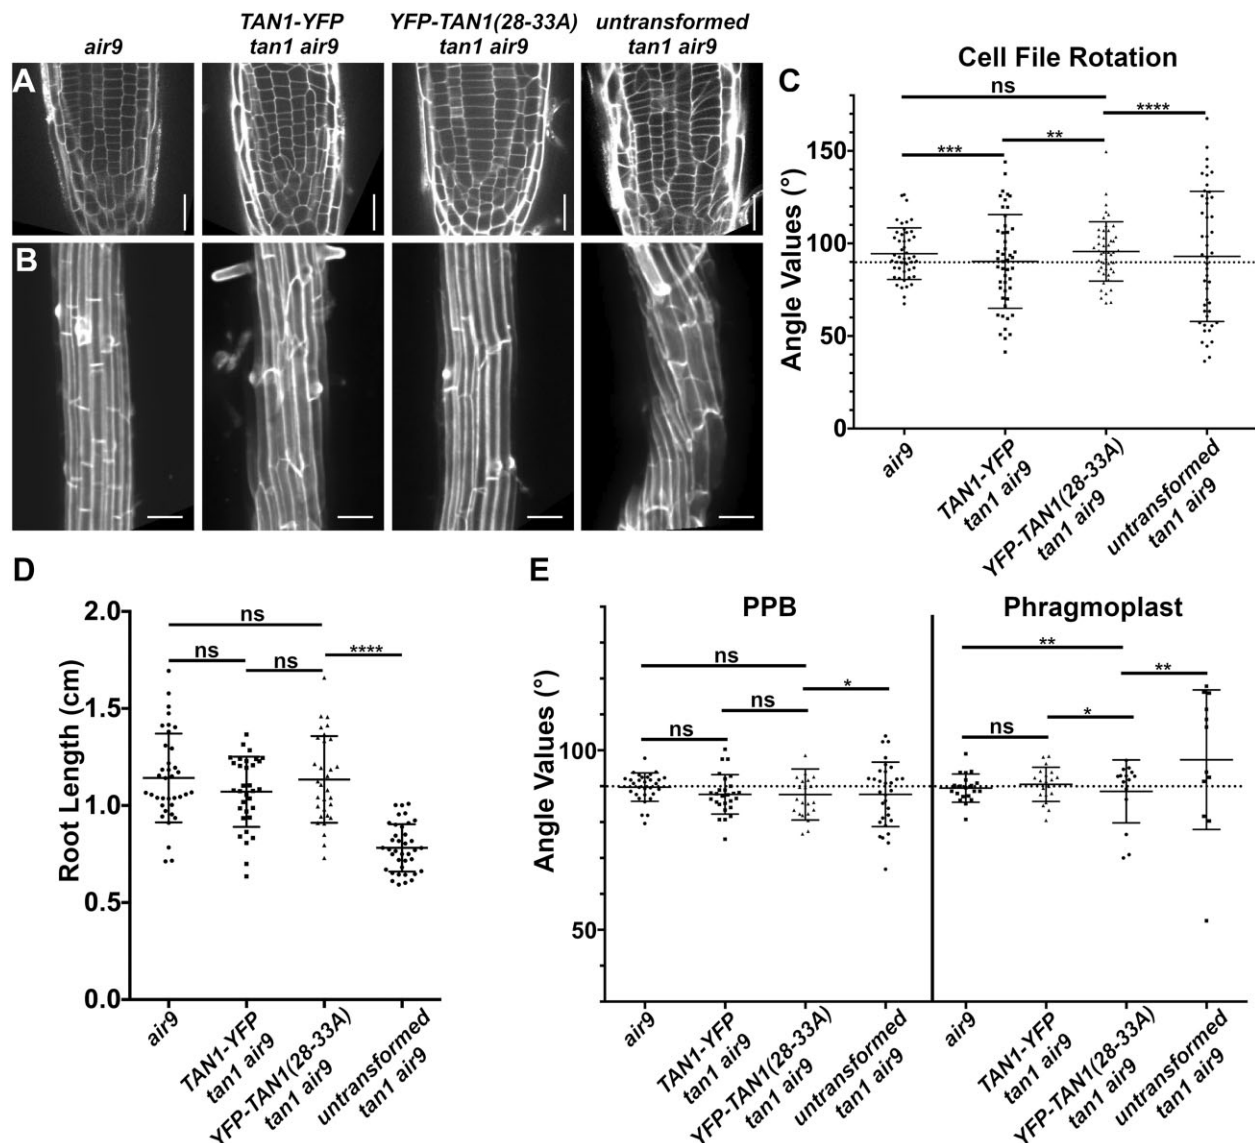 air9
TAN1-YFP
tan1 air9
YFP-TAN1(28-33A)
tan1 air9
untransformed
tan1 air9
A
B
C
Cell File Rotation
ns
****
***
**
Angle Values (°)
150
100
50
0
air9
TAN1-YFP
tan1 air9
YFP-TAN1(28-33A)
tan1 air9
untransformed
tan1 air9
D
Root Length (cm)
2.0
1.5
1.0
0.5
0.0
ns
ns
ns
****
air9
TAN1-YFP
tan1 air9
YFP-TAN1(28-33A)
tan1 air9
untransformed
tan1 air9
E
PPB
Phragmoplast
Angle Values (°)
100
50
ns
ns
ns
*
**
**
ns
*
air9
TAN-YFP
tan1 air9
YFP-TAN1(28-33A)
tan1 air9
untransformed
tan1 air9
air9
TAN1-YFP
tan1 air9
YFP-TAN1(28-33A)
tan1 air9
untransformed
tan1 air9